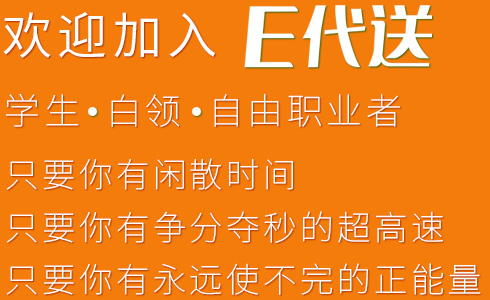 欢迎加入 E代送
学生•白领•自由职业者
只要你有闲散时间
只要你有争分夺秒的超高速
只要你有永远使不完的正能量